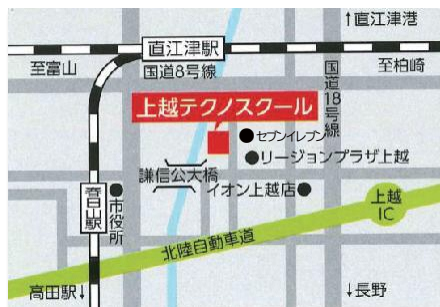 ↑直江津港
直江津駅
至富山
国道8号線
至柏崎
国道18号線
上越テクノスクール
セブンイレブン
リージョンプラザ上越
謙信公大橋
イオン上越店
春日山駅
市役所
上越
IC
北陸自動車道
高田駅↓
↓長野